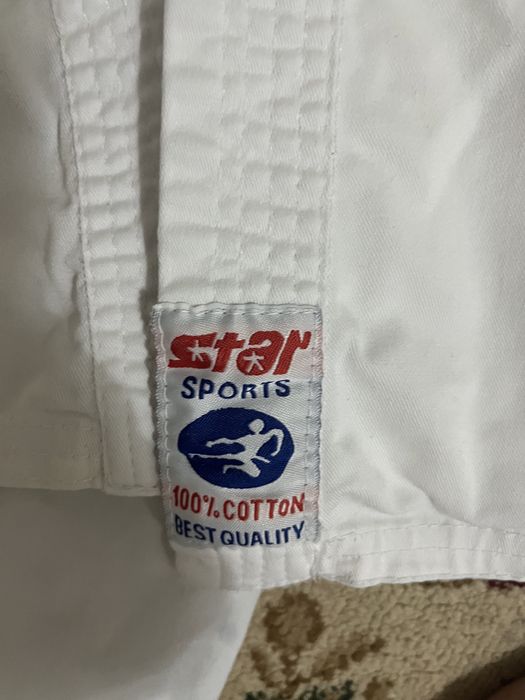 star
SPORTS
100% COTTON
BEST QUALITY